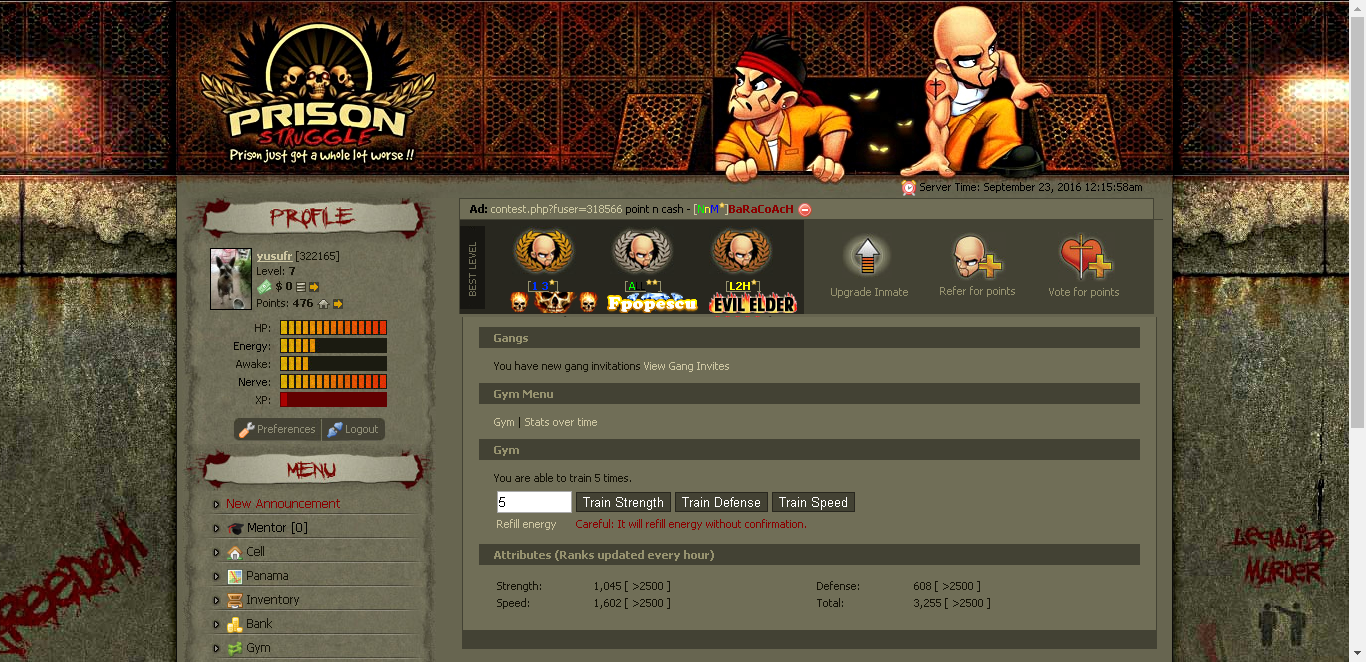 PRISON
STRUGGLE
Prison just got a whole lot worse !!
Server Time: September 23, 2016 12:15:58am
PROFILE
yusufr [322165]
Level: 7
$ 0
Points: 476
HP:
Energy:
Awake:
Nerve:
XP:
Preferences
Logout
MENU
New Announcement
Mentor [0]
Cell
Panama
Inventory
Bank
Gym
Ad: contest.php?fuser=318566 point n cash - [NnM*]BaRaCoAcH
BEST LEVEL
[L2H*]
Fpopescu
EVIL ELDER
Upgrade Inmate
Refer for points
Vote for points
Gangs
You have new gang invitations View Gang Invites
Gym Menu
Gym | Stats over time
Gym
You are able to train 5 times.
5 Train Strength Train Defense Train Speed
Refill energy Careful: It will refill energy without confirmation.
Attributes (Ranks updated every hour)
Strength: 1,045 [ >2500 ] Defense: 608 [ >2500 ]
Speed: 1,602 [ >2500 ] Total: 3,255 [ >2500 ]
FREEDOM
LEGALIZE
MURDER